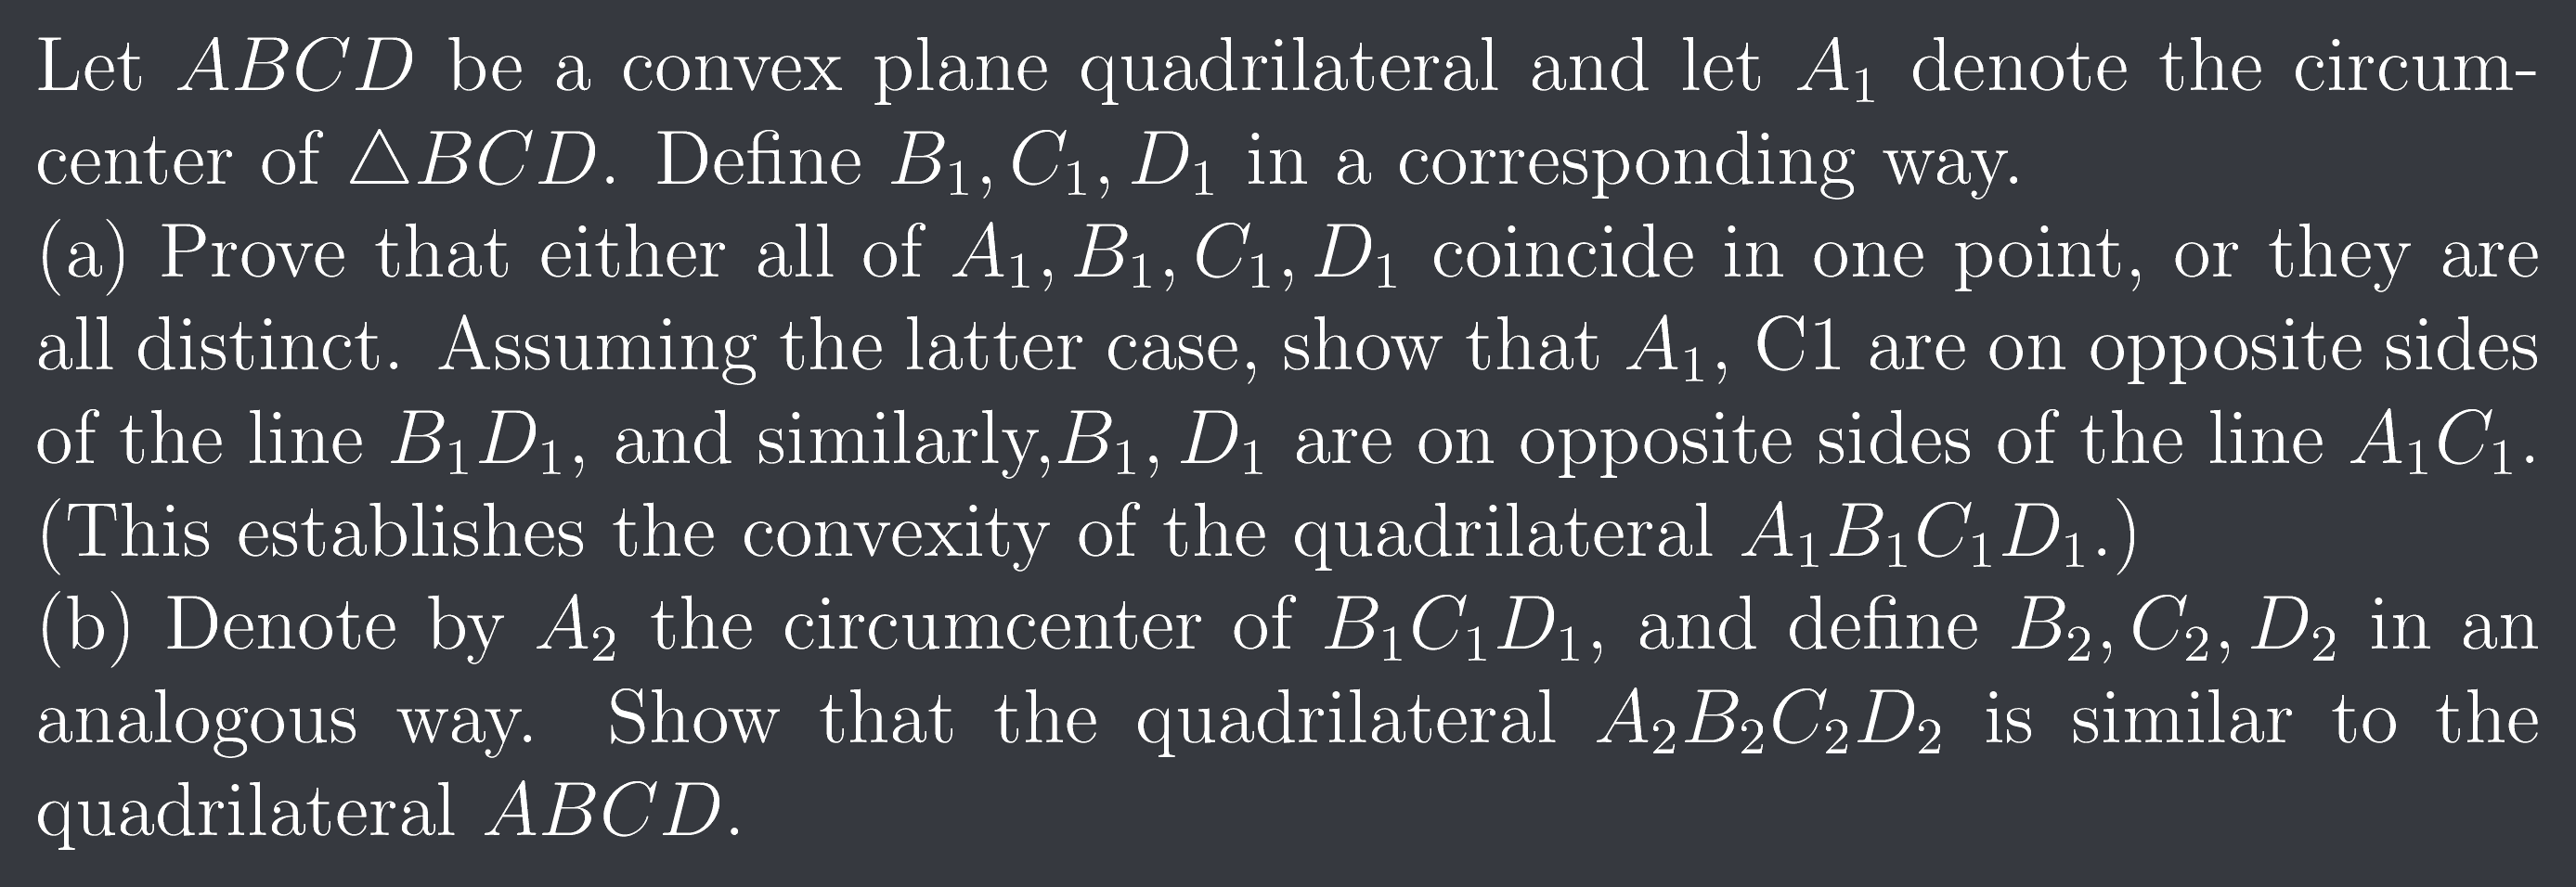 Let ABCD be a convex plane quadrilateral and let A₁ denote the circum-
center of △BCD. Define B₁, C₁, D₁ in a corresponding way.
(a) Prove that either all of A₁, B₁, C₁, D₁ coincide in one point, or they are
all distinct. Assuming the latter case, show that A₁, C1 are on opposite sides
of the line B₁D₁, and similarly,B₁, D₁ are on opposite sides of the line A₁C₁.
(This establishes the convexity of the quadrilateral A₁B₁C₁D₁.)
(b) Denote by A₂ the circumcenter of B₁C₁D₁, and define B₂, C₂, D₂ in an
analogous way. Show that the quadrilateral A₂B₂C₂D₂ is similar to the
quadrilateral ABCD.